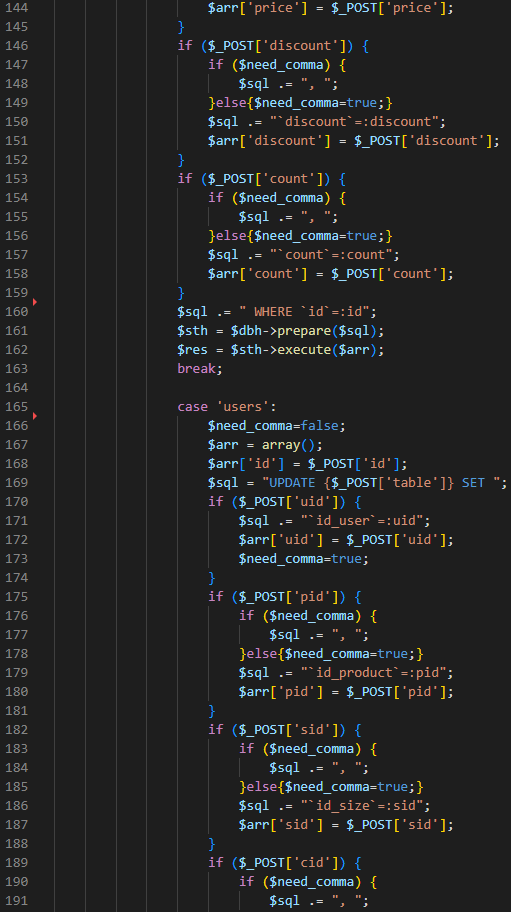 144 $arr['price'] = $_POST['price'];
145 }
146 if ($_POST['discount']) {
147 if ($need_comma) {
148 $sql .= ", ";
149 }else{$need_comma=true;}
150 $sql .= "`discount`=:discount";
151 $arr['discount'] = $_POST['discount'];
152 }
153 if ($_POST['count']) {
154 if ($need_comma) {
155 $sql .= ", ";
156 }else{$need_comma=true;}
157 $sql .= "`count`=:count";
158 $arr['count'] = $_POST['count'];
159 }
160 $sql .= " WHERE `id`=:id";
161 $sth = $dbh->prepare($sql);
162 $res = $sth->execute($arr);
163 break;
164
165 case 'users':
166 $need_comma=false;
167 $arr = array();
168 $arr['id'] = $_POST['id'];
169 $sql = "UPDATE {$_POST['table']} SET ";
170 if ($_POST['uid']) {
171 $sql .= "`id_user`=:uid";
172 $arr['uid'] = $_POST['uid'];
173 $need_comma=true;
174 }
175 if ($_POST['pid']) {
176 if ($need_comma) {
177 $sql .= ", ";
178 }else{$need_comma=true;}
179 $sql .= "`id_product`=:pid";
180 $arr['pid'] = $_POST['pid'];
181 }
182 if ($_POST['sid']) {
183 if ($need_comma) {
184 $sql .= ", ";
185 }else{$need_comma=true;}
186 $sql .= "`id_size`=:sid";
187 $arr['sid'] = $_POST['sid'];
188 }
189 if ($_POST['cid']) {
190 if ($need_comma) {
191 $sql .= ", ";